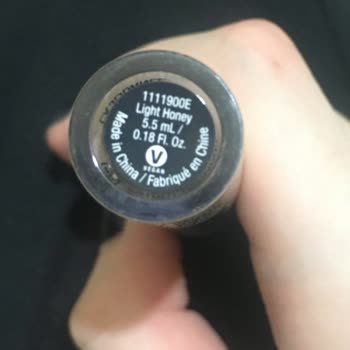 1111900E
Light Honey
5.5 mL /
0.18 Fl. Oz.
Made in China / Fabriqué en Chine
V
VEGAN